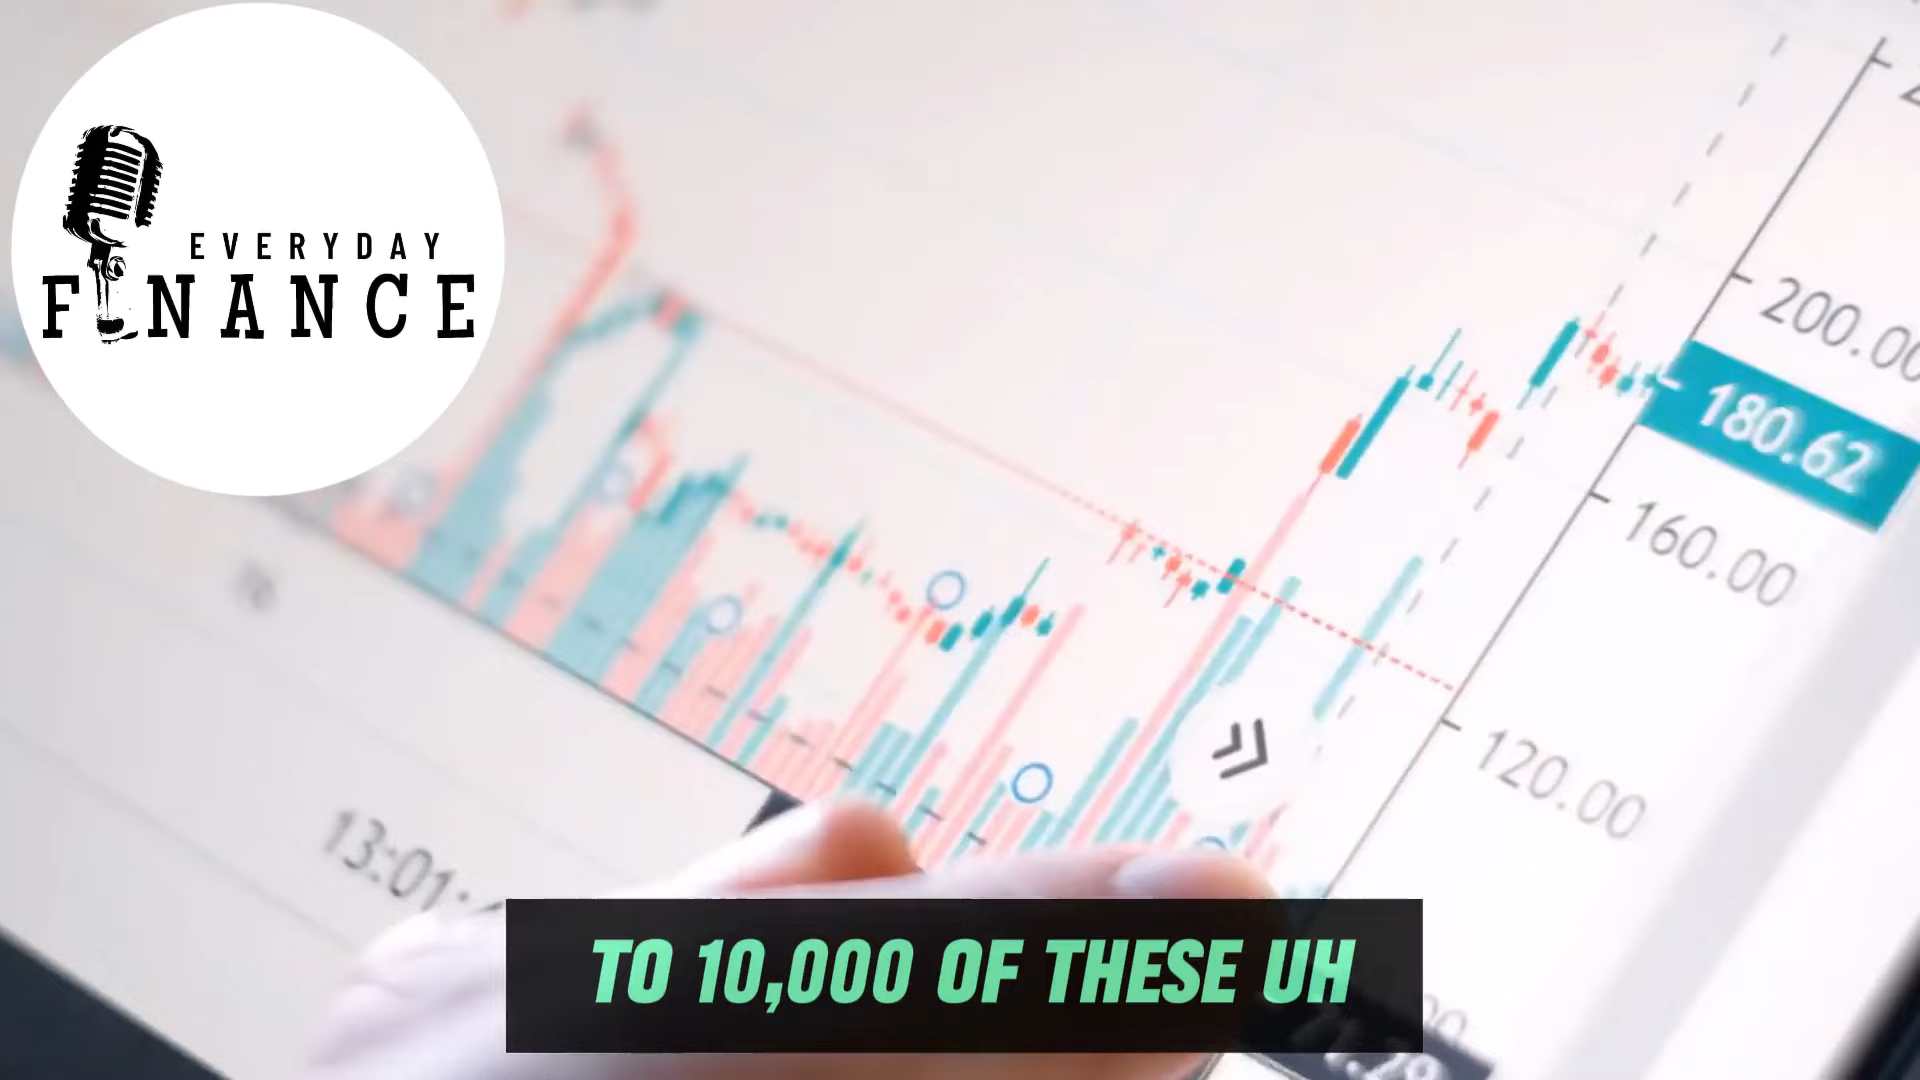 EVERYDAY
FINANCE
200.00
180.62
160.00
120.00
13:01:
TO 10,000 OF THESE UH